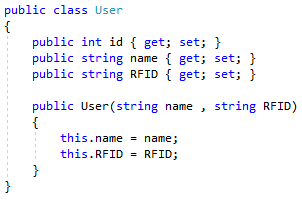 public class User
{
    public int id { get; set; }
    public string name { get; set; }
    public string RFID { get; set; }

    public User(string name , string RFID)
    {
        this.name = name;
        this.RFID = RFID;
    }
}